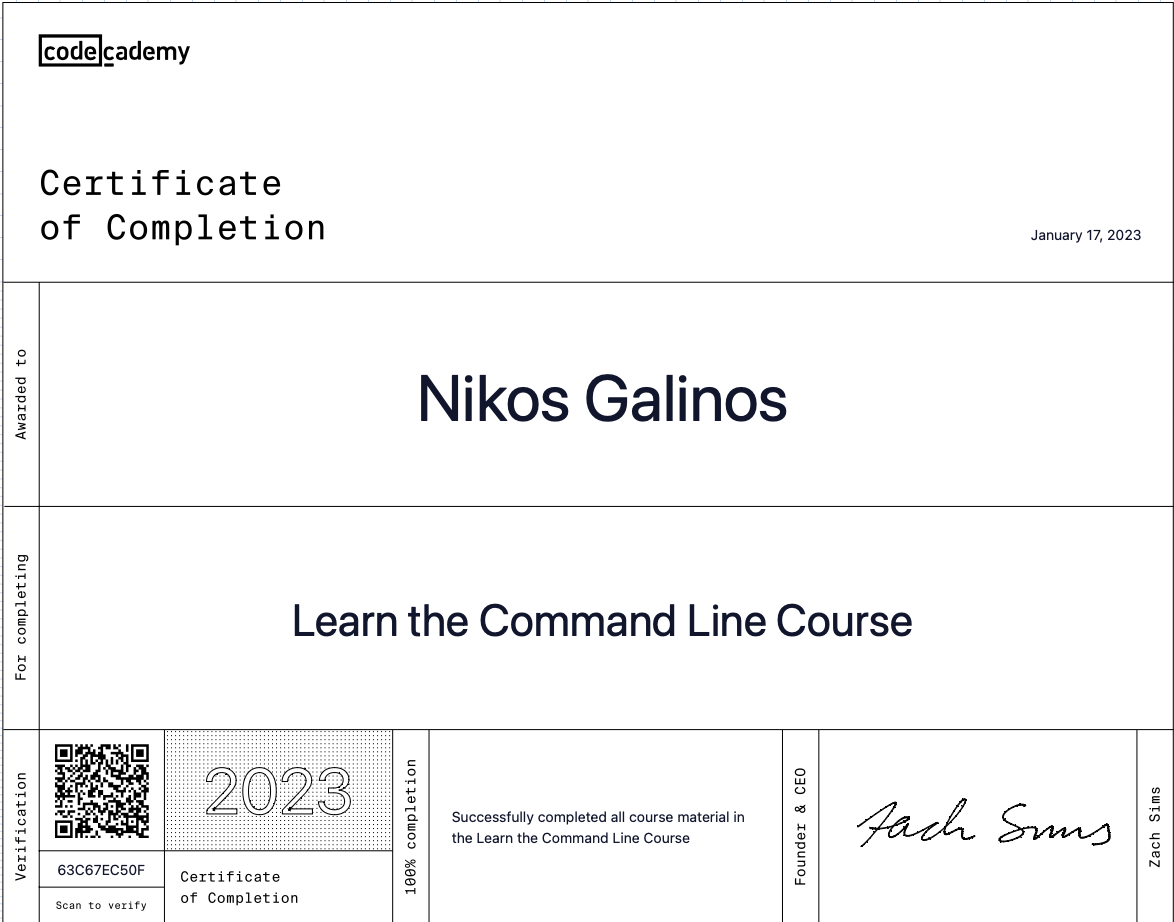 codecademy
Certificate
of Completion
January 17, 2023
Awarded to
Nikos Galinos
For completing
Learn the Command Line Course
Verification
63C67EC50F
Scan to verify
2023
Certificate
of Completion
100% completion
Successfully completed all course material in
the Learn the Command Line Course
Founder & CEO
Zach Sims
Zach Sims